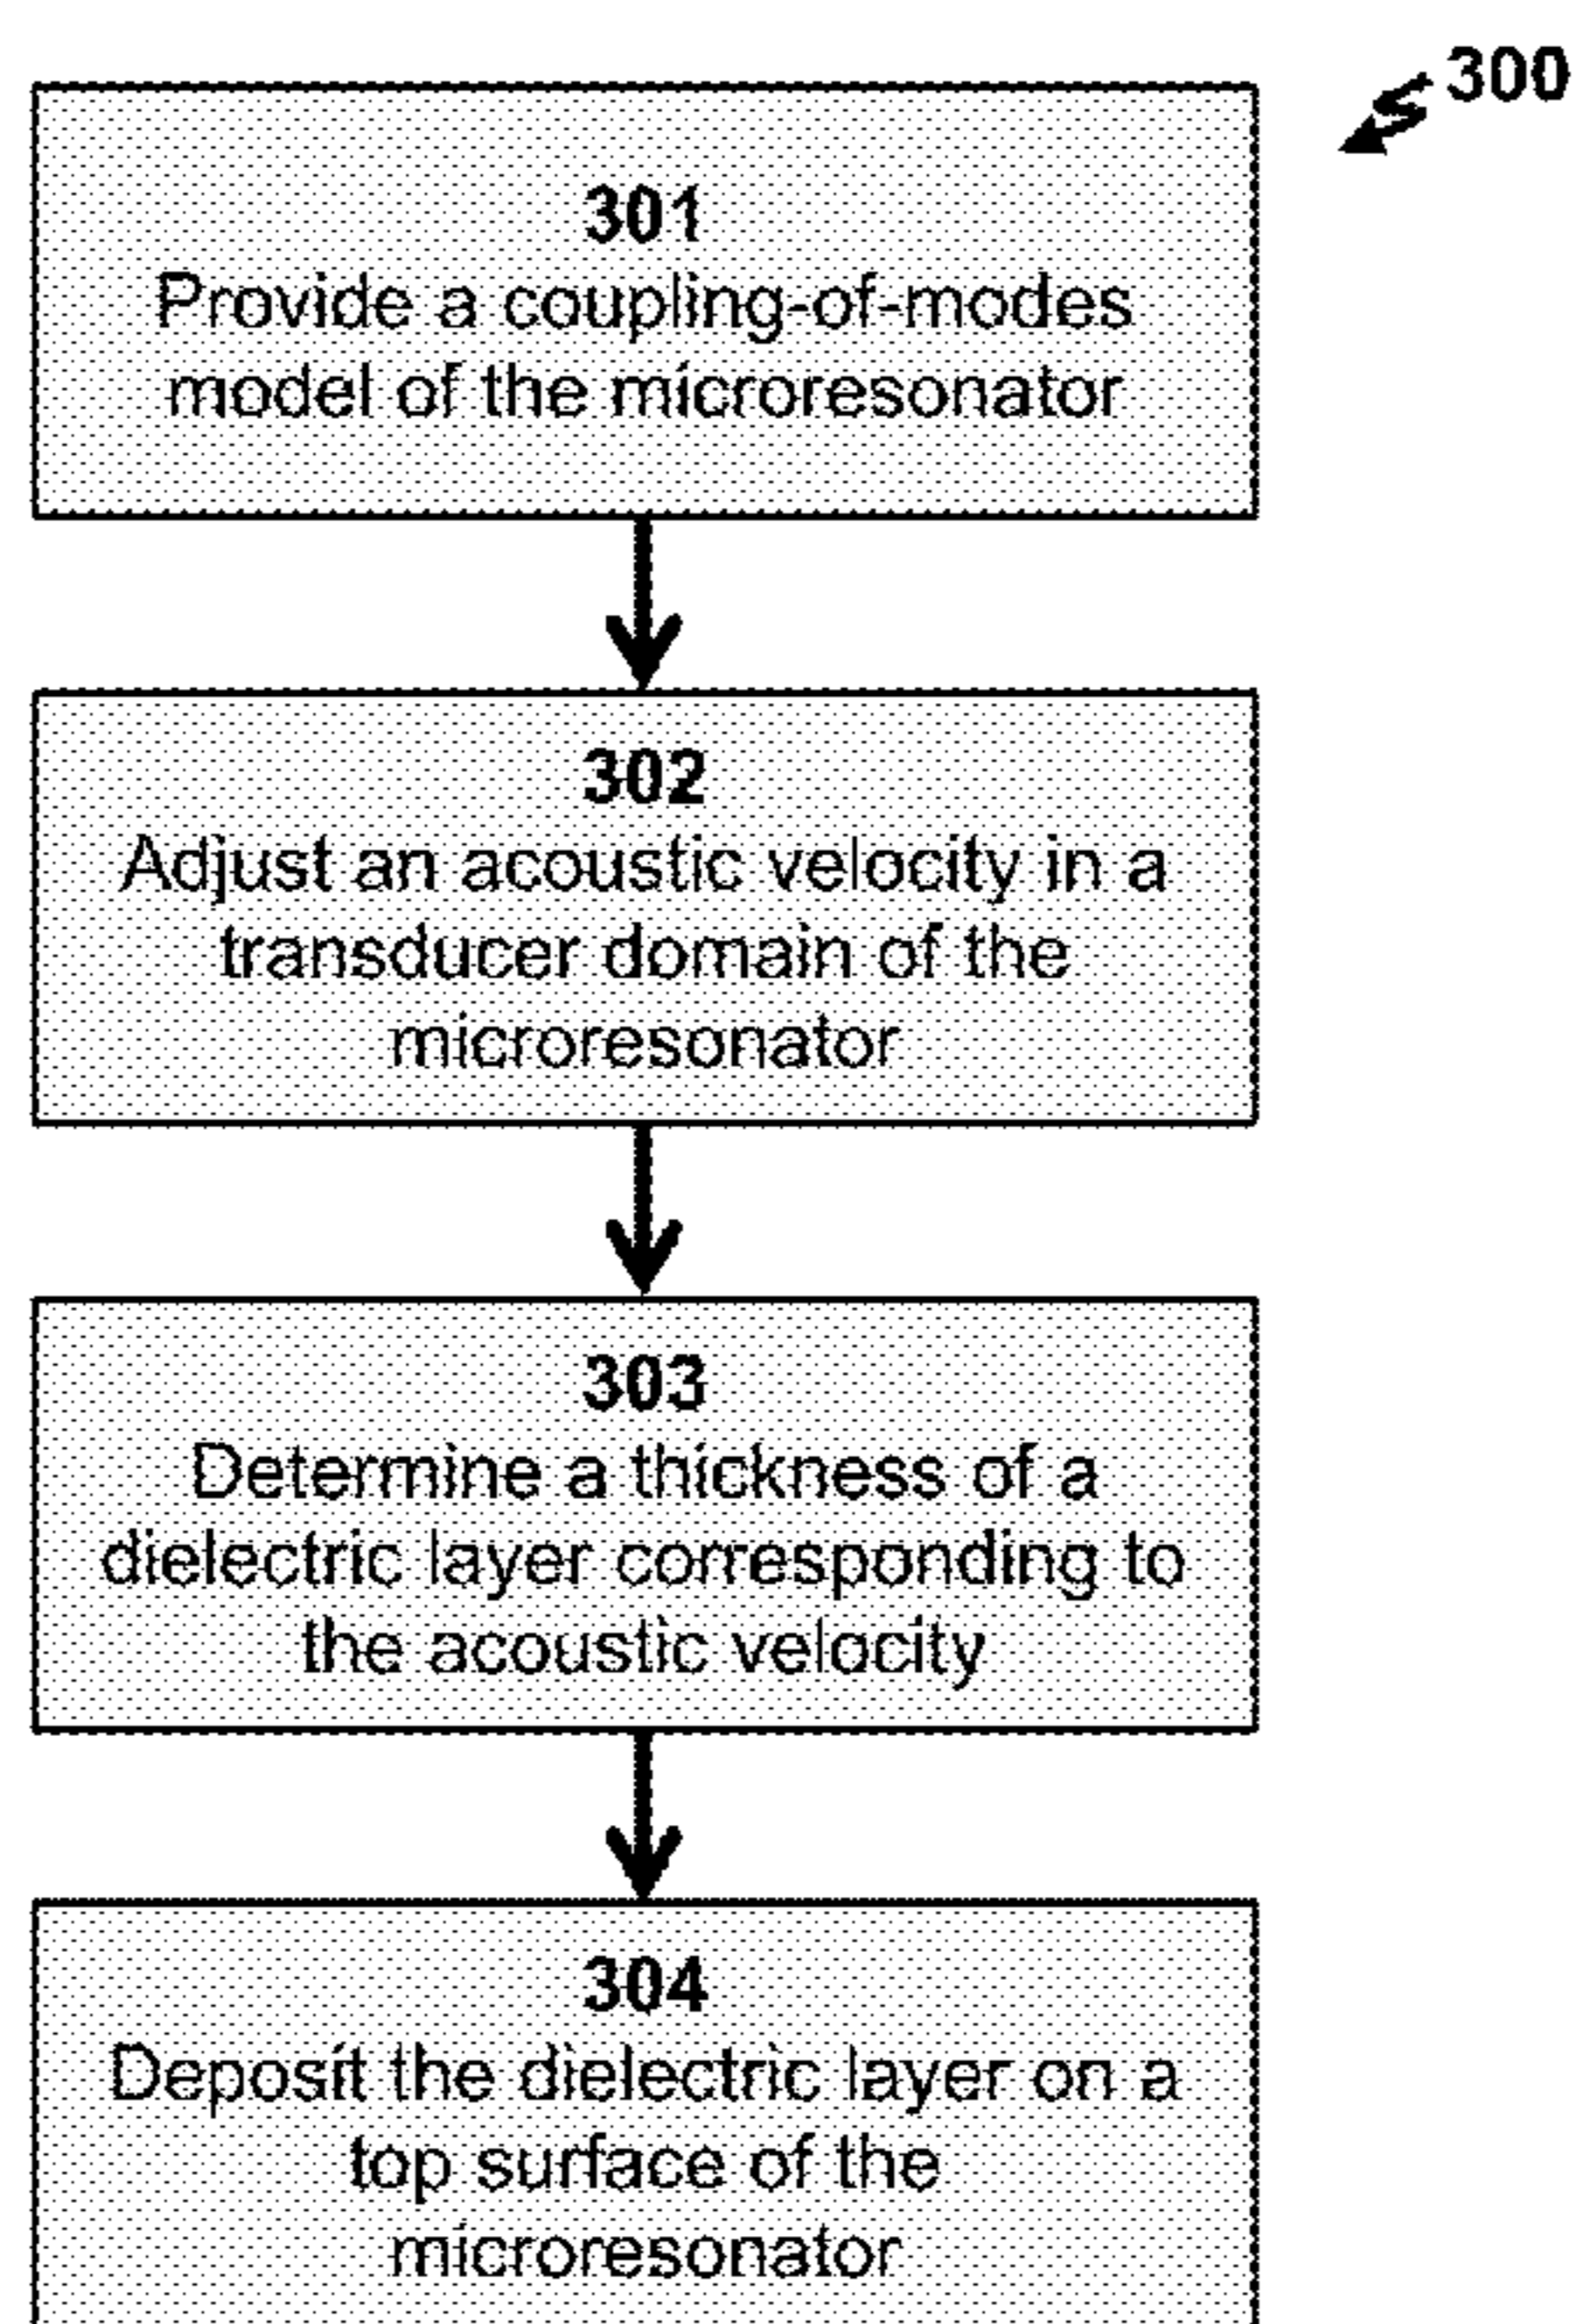 300
301
Provide a coupling-of-modes
model of the microresonator
302
Adjust an acoustic velocity in a
transducer domain of the
microresonator
303
Determine a thickness of a
dielectric layer corresponding to
the acoustic velocity
304
Deposit the dielectric layer on a
top surface of the
microresonator